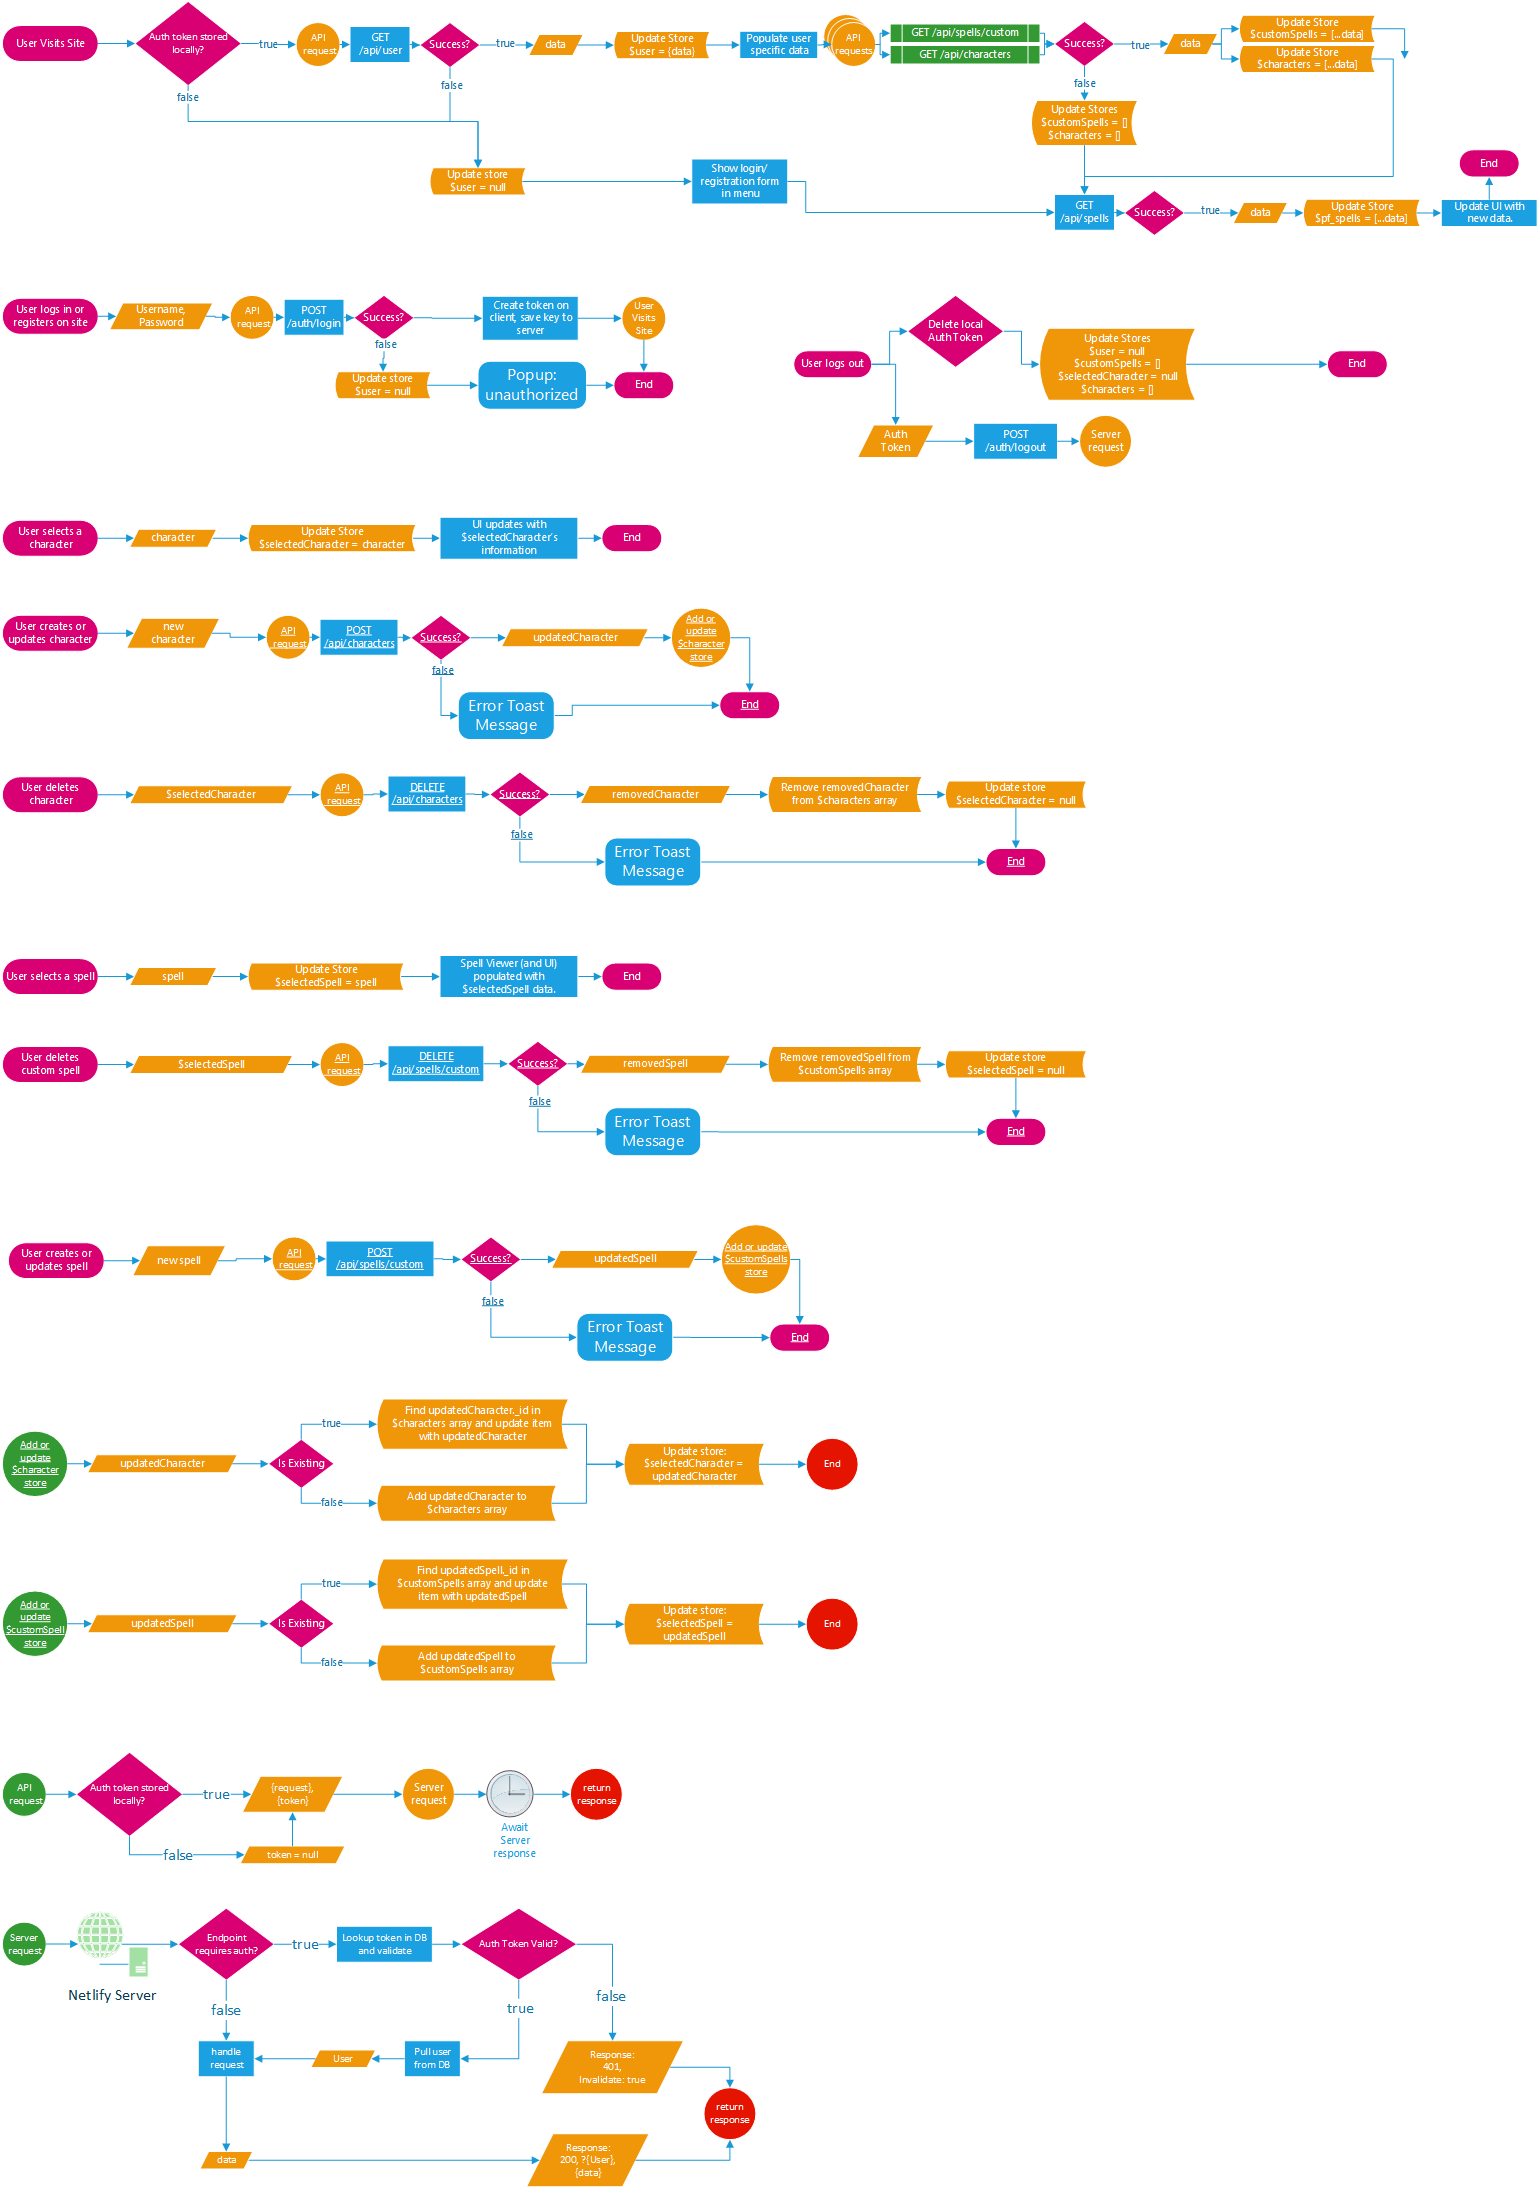 User Visits Site
Auth token stored
locally?
true
false
API
request
GET
/api/user
Success?
true
false
data
Update Store
$user = {data}
Populate user
specific data
API
requests
GET /api/spells/custom
GET /api/characters
Success?
true
false
data
Update Store
$customSpells = [...data]
Update Store
$characters = [...data]
Update Stores
$customSpells = []
$characters = []
Update store
$user = null
Show login/
registration form
in menu
GET
/api/spells
Success?
true
data
Update Store
$pf_spells = [...data]
Update UI with
new data.
End
User logs in or
registers on site
Username,
Password
API
request
POST
/auth/login
Success?
false
Create token on
client, save key to
server
User
Visits
Site
Update store
$user = null
Popup:
unauthorized
End
User logs out
Delete local
Auth Token
Update Stores
$user = null
$customSpells = []
$selectedCharacter = null
$characters = []
End
Auth
Token
POST
/auth/logout
Server
request
User selects a
character
character
Update Store
$selectedCharacter = character
UI updates with
$selectedCharacter's
information
End
User creates or
updates character
new
character
API
request
POST
/api/characters
Success?
false
updatedCharacter
Add or
update
$character
store
Error Toast
Message
End
User deletes
character
$selectedCharacter
API
request
DELETE
/api/characters
Success?
false
removedCharacter
Remove removedCharacter
from $characters array
Update store
$selectedCharacter = null
Error Toast
Message
End
User selects a spell
spell
Update Store
$selectedSpell = spell
Spell Viewer (and UI)
populated with
$selectedSpell data.
End
User deletes
custom spell
$selectedSpell
API
request
DELETE
/api/spells/custom
Success?
false
removedSpell
Remove removedSpell from
$customSpells array
Update store
$selectedSpell = null
Error Toast
Message
End
User creates or
updates spell
new spell
API
request
POST
/api/spells/custom
Success?
false
updatedSpell
Add or update
$customSpells
store
Error Toast
Message
End
Add or
update
$character
store
updatedCharacter
Is Existing
true
false
Find updatedCharacter._id in
$characters array and update item
with updatedCharacter
Add updatedCharacter to
$characters array
Update store:
$selectedCharacter =
updatedCharacter
End
Add or
update
$customSpell
store
updatedSpell
Is Existing
true
false
Find updatedSpell._id in
$customSpells array and update
item with updatedSpell
Add updatedSpell to
$customSpells array
Update store:
$selectedSpell =
updatedSpell
End
API
request
Auth token stored
locally?
true
false
{request},
{token}
token = null
Server
request
Await
Server
response
return
response
Server
request
Netlify Server
Endpoint
requires auth?
true
false
Lookup token in DB
and validate
Auth Token Valid?
true
false
handle
request
User
Pull user
from DB
Response:
401,
Invalidate: true
return
response
data
Response:
200, ?{User},
{data}